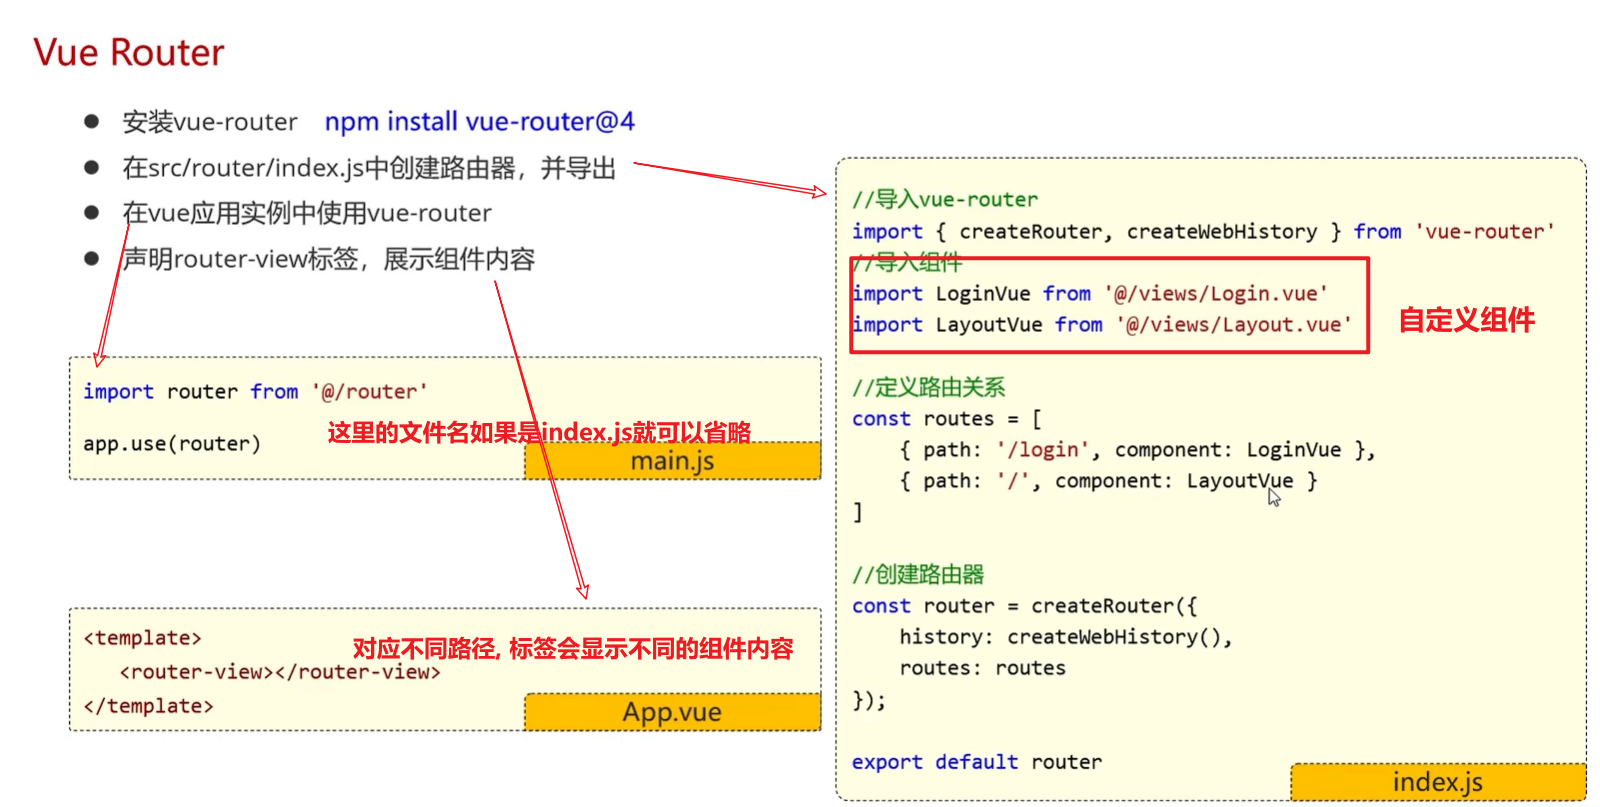 Vue Router
● 安装vue-router npm install vue-router@4
● 在src/router/index.js中创建路由器，并导出
● 在vue应用实例中使用vue-router
● 声明router-view标签，展示组件内容
import router from '@/router'
app.use(router)
这里的文件名如果是index.js就可以省略
main.js
<template>
<router-view></router-view>
</template>
对应不同路径, 标签会显示不同的组件内容
App.vue
//导入vue-router
import { createRouter, createWebHistory } from 'vue-router'
//导入组件
import LoginVue from '@/views/Login.vue'
import LayoutVue from '@/views/Layout.vue'
自定义组件
//定义路由关系
const routes = [
{ path: '/login', component: LoginVue },
{ path: '/', component: LayoutVue }
]
//创建路由器
const router = createRouter({
history: createWebHistory(),
routes: routes
});
export default router
index.js